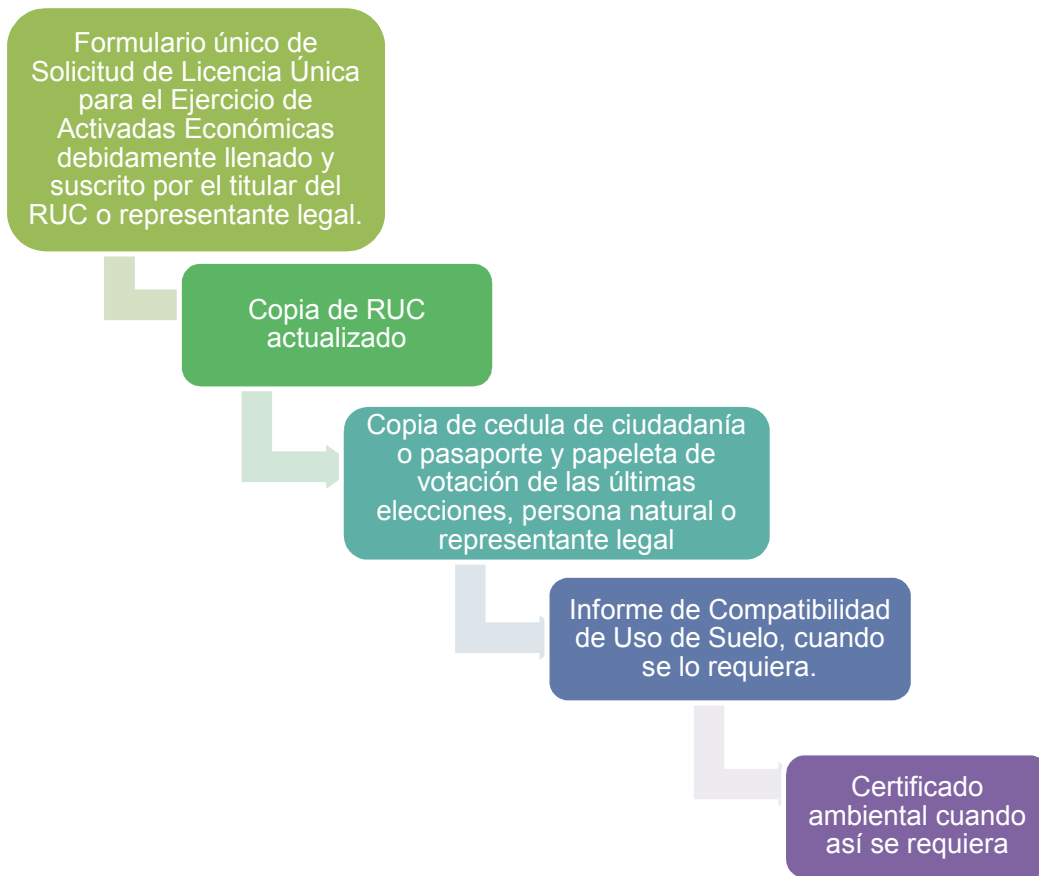 Formulario único de
Solicitud de Licencia Única
para el Ejercicio de
Activadas Económicas
debidamente llenado y
suscrito por el titular del
RUC o representante legal.
Copia de RUC
actualizado
Copia de cedula de ciudadanía
o pasaporte y papeleta de
votación de las últimas
elecciones, persona natural o
representante legal
Informe de Compatibilidad
de Uso de Suelo, cuando
se lo requiera.
Certificado
ambiental cuando
así se requiera